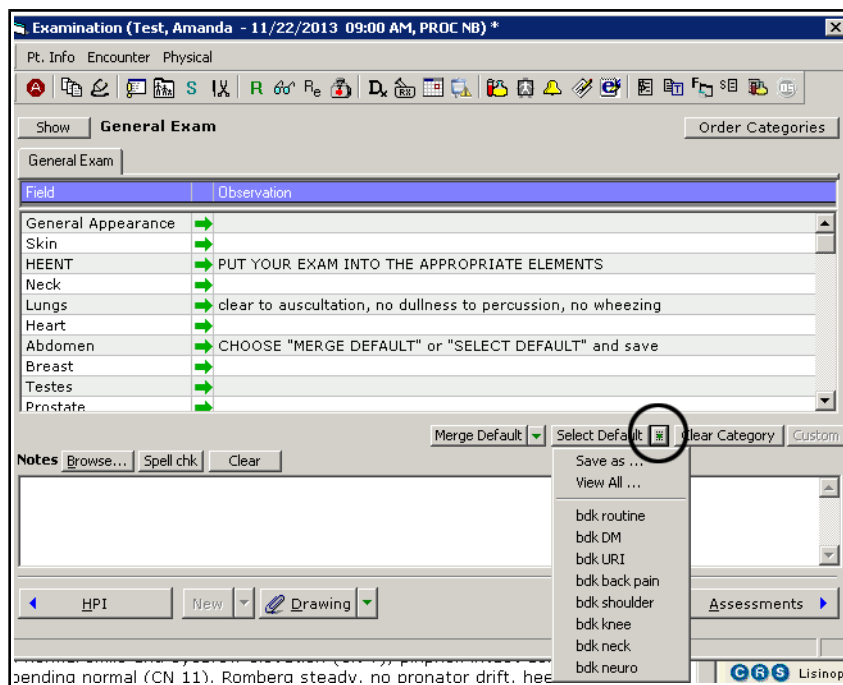 Examination (Test, Amanda - 11/22/2013 09:00 AM, PROC NB) *
Pt. Info Encounter Physical
S R Re Dx Rx
Show General Exam Order Categories
General Exam
Field Observation
General Appearance
Skin
HEENT PUT YOUR EXAM INTO THE APPROPRIATE ELEMENTS
Neck
Lungs clear to auscultation, no dullness to percussion, no wheezing
Heart
Abdomen CHOOSE "MERGE DEFAULT" or "SELECT DEFAULT" and save
Breast
Testes
Prostate
Merge Default Select Default Clear Category Custom
Notes Browse... Spell chk Clear
Save as ...
View All ...
bdk routine
bdk DM
bdk URI
bdk back pain
bdk shoulder
bdk knee
bdk neck
bdk neuro
HPI New Drawing Assessments
pending normal (CN 11). Romberg steady, no pronator drift, hee
CRS Lisinop